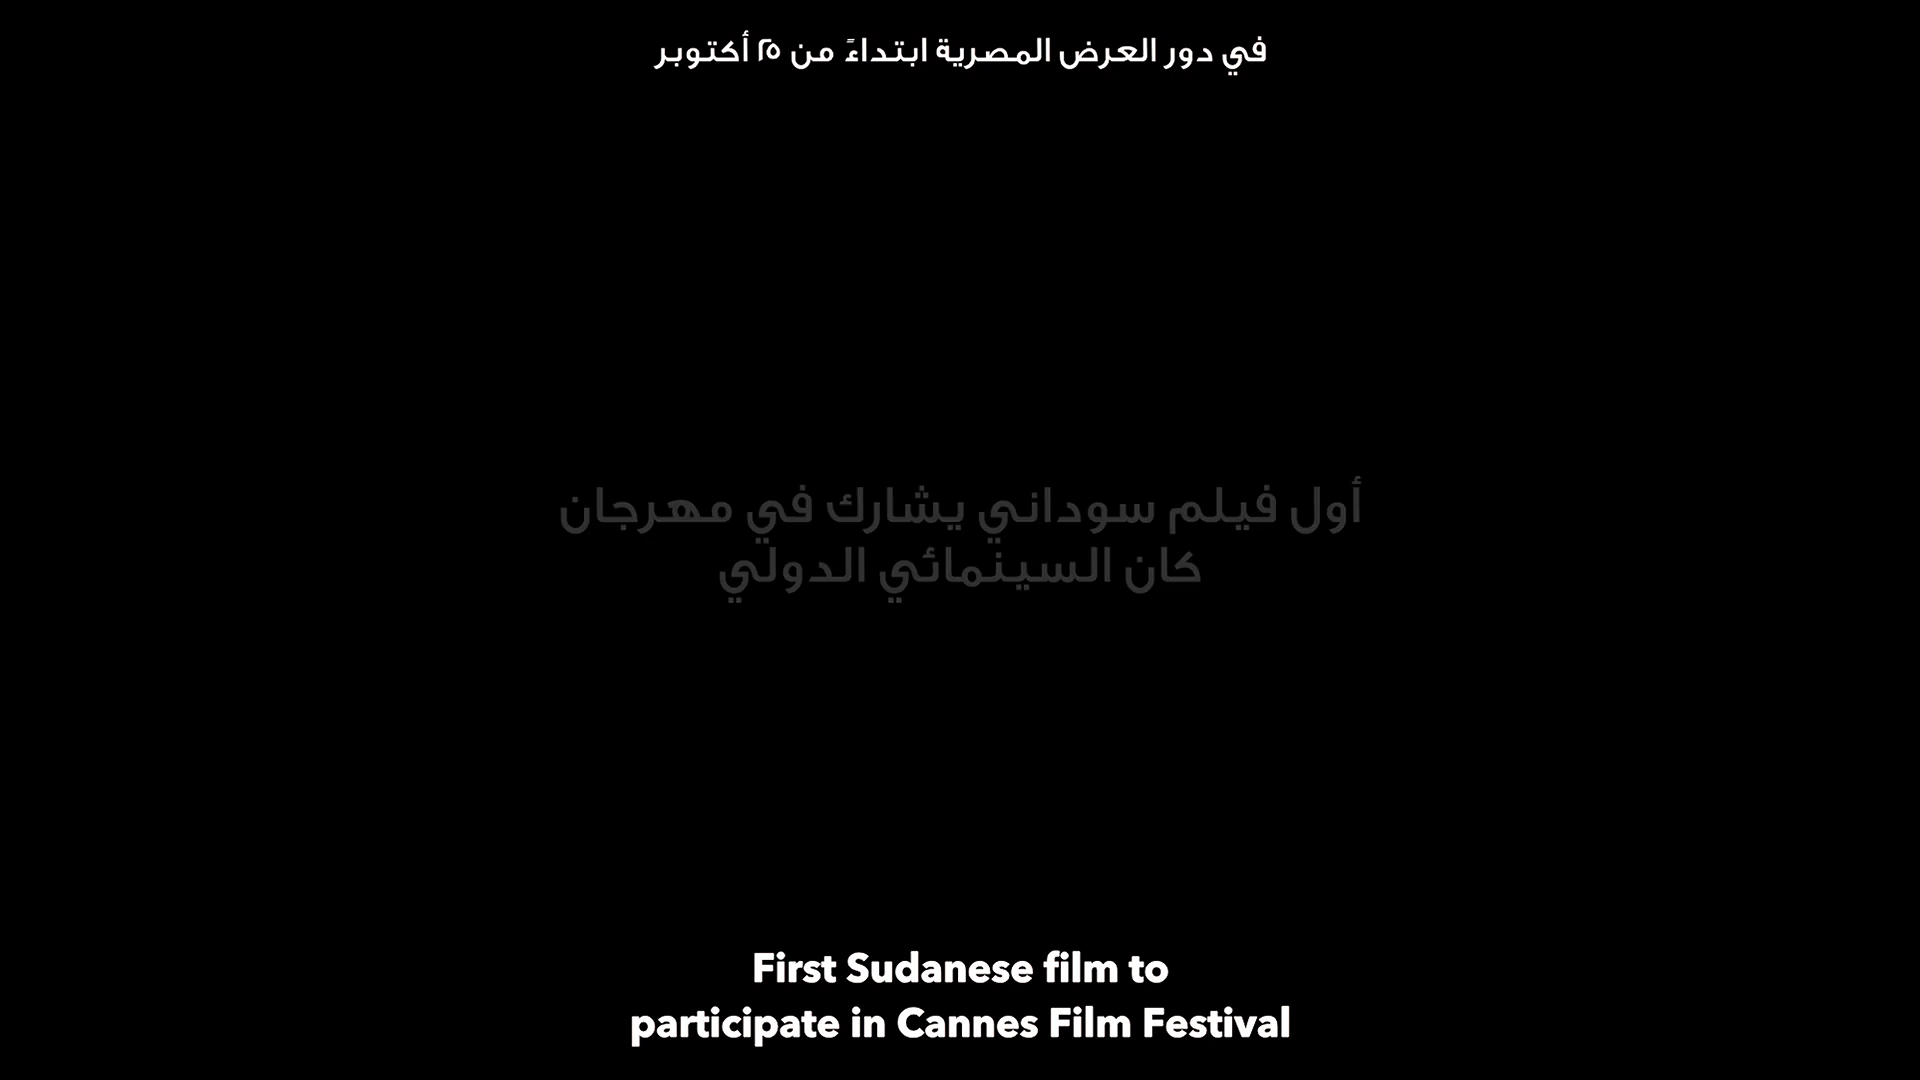 في دور العرض المصرية ابتداءً من ٢٥ أكتوبر
أول فيلم سوداني يشارك في مهرجان
كان السينمائي الدولي
First Sudanese film to
participate in Cannes Film Festival